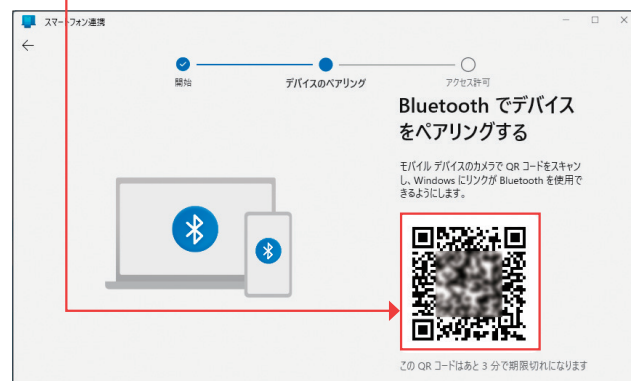 スマートフォン連携
開始
デバイスのペアリング
アクセス許可
Bluetooth でデバイス
をペアリングする
モバイル デバイスのカメラで QR コードをスキャン
し、Windows にリンクが Bluetooth を使用で
きるようにします。
この QR コードはあと 3 分で期限切れになります